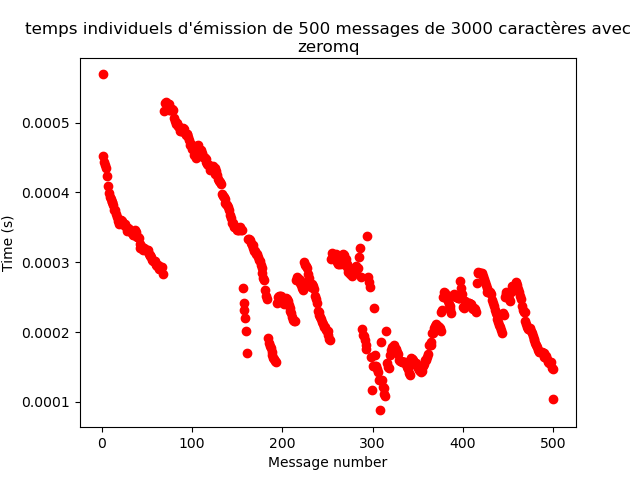 temps individuels d'émission de 500 messages de 3000 caractères avec
zeromq
0.0005
0.0004
0.0003
0.0002
0.0001
Time (s)
0 100 200 300 400 500
Message number